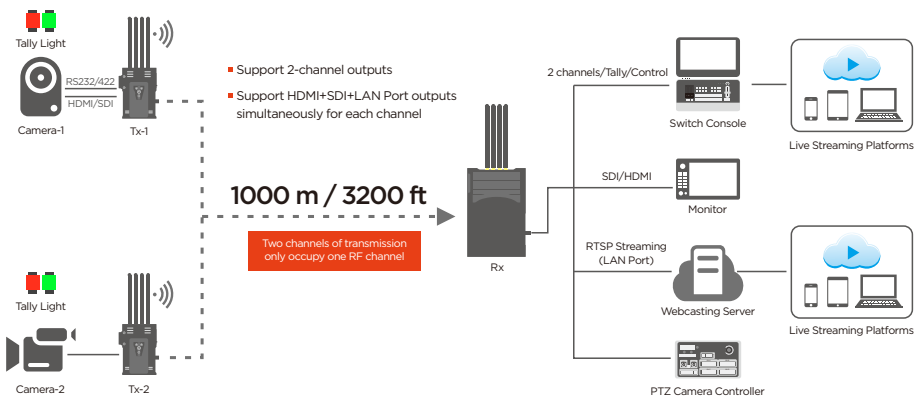 Tally Light
RS232/422
HDMI/SDI
Camera-1
Tx-1
Tally Light
Camera-2
Tx-2
Support 2-channel outputs
Support HDMI+SDI+LAN Port outputs
simultaneously for each channel
1000 m / 3200 ft
Two channels of transmission
only occupy one RF channel
Rx
2 channels/Tally/Control
Switch Console
Live Streaming Platforms
SDI/HDMI
Monitor
RTSP Streaming
(LAN Port)
Webcasting Server
Live Streaming Platforms
PTZ Camera Controller